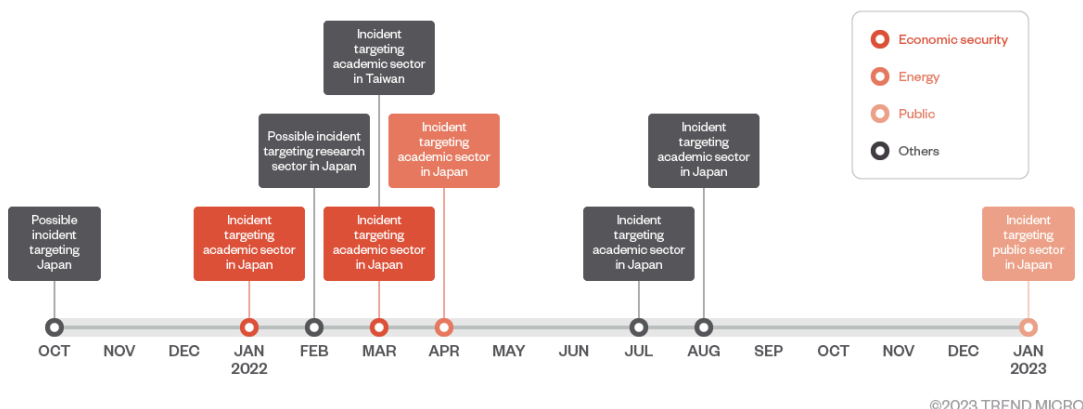 Incident
targeting
academic sector
in Taiwan
Economic security
Energy
Public
Others
Possible incident
targeting research
sector in Japan
Incident
targeting
academic sector
in Japan
Incident
targeting
academic sector
in Japan
Possible
incident
targeting
Japan
Incident
targeting
academic sector
in Japan
Incident
targeting
academic sector
in Japan
Incident
targeting
academic sector
in Japan
Incident
targeting
public sector
in Japan
OCT NOV DEC JAN FEB MAR APR MAY JUN JUL AUG SEP OCT NOV DEC JAN
2022 2023
©2023 TREND MICRO